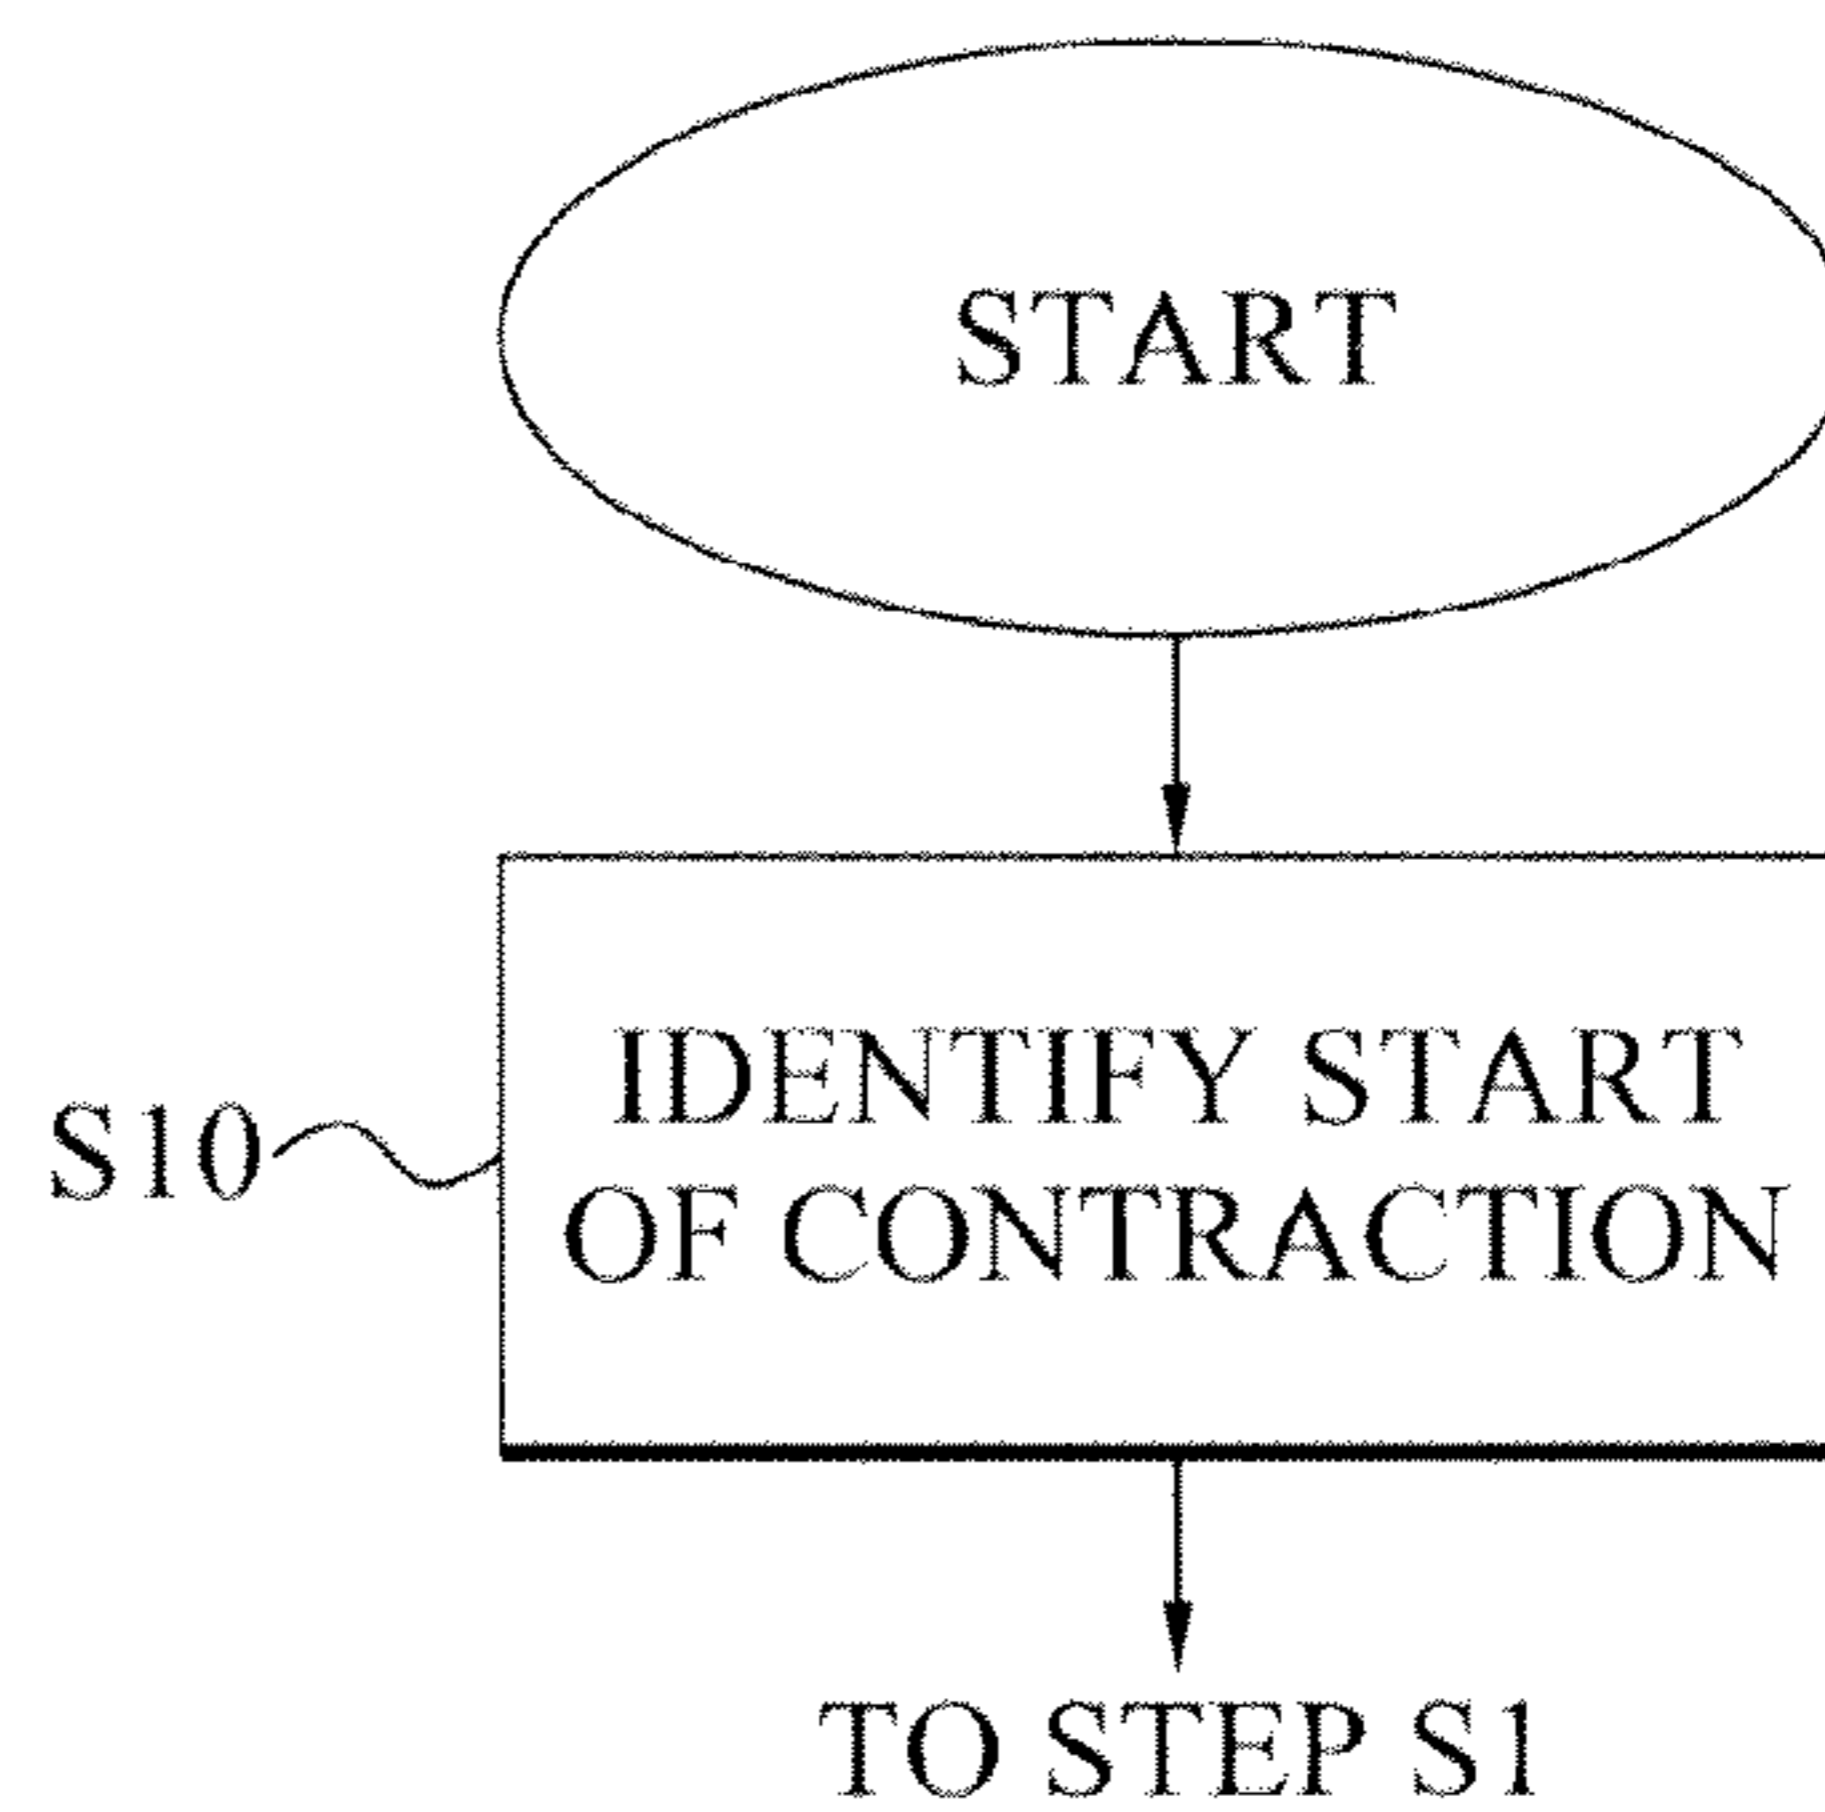 START
IDENTIFY START
OF CONTRACTION
S10
TO STEP S1